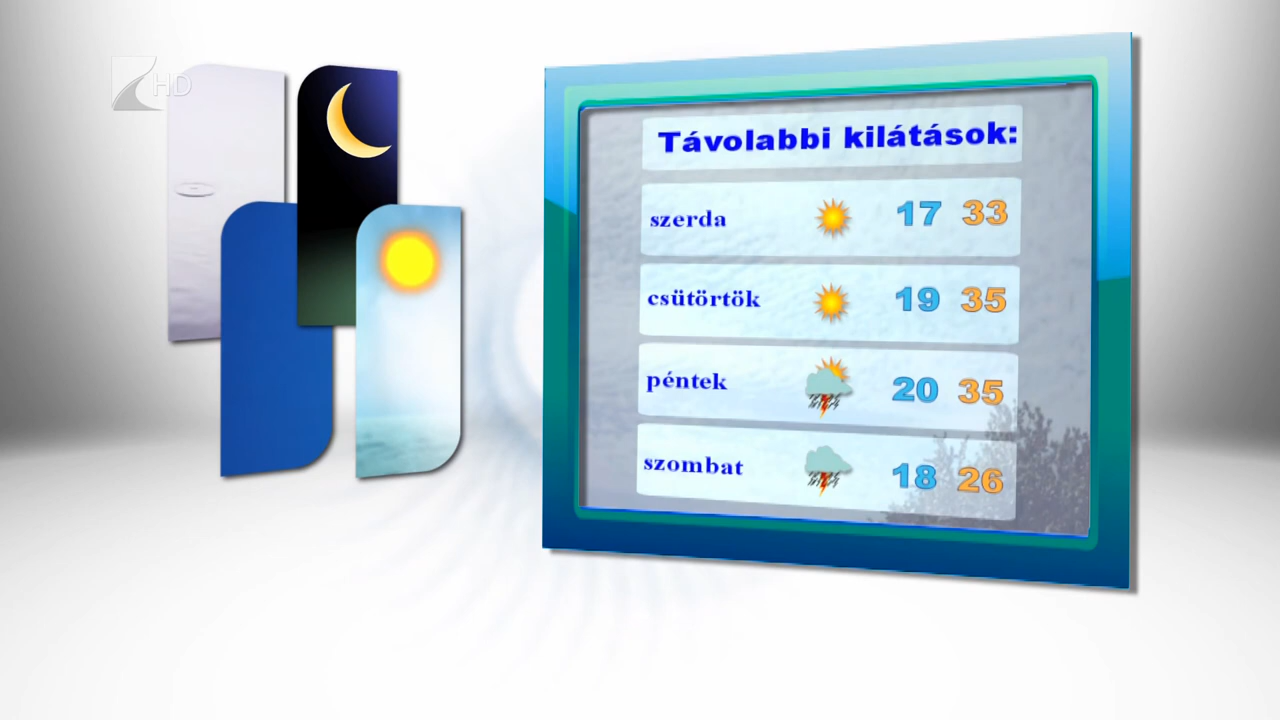 HD
Távolabbi kilátások:
szerda 17 33
csütörtök 19 35
péntek 20 35
szombat 18 26